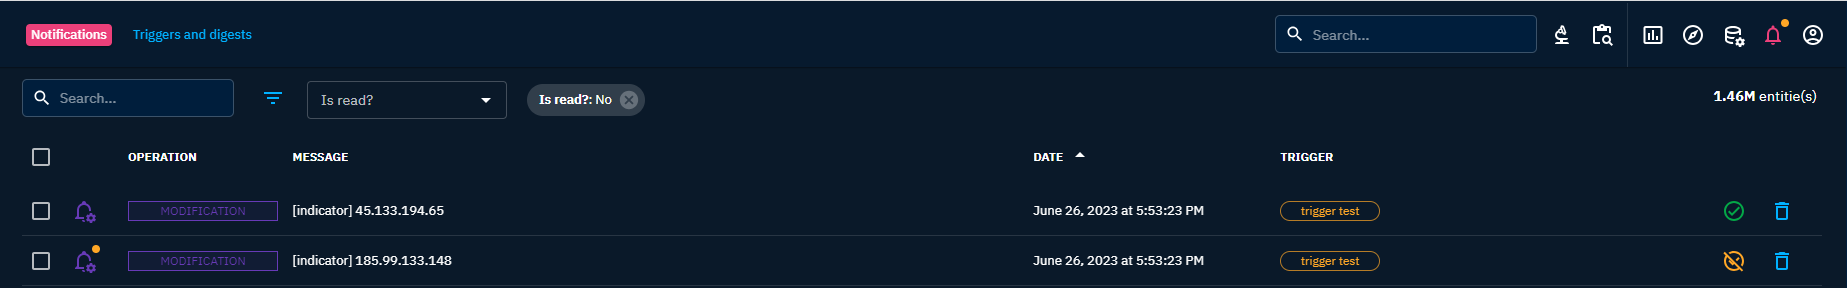 Notifications Triggers and digests Search...
Search... Is read? Is read?: No 1.46M entitie(s)
OPERATION MESSAGE DATE TRIGGER
MODIFICATION [indicator] 45.133.194.65 June 26, 2023 at 5:53:23 PM trigger test
MODIFICATION [indicator] 185.99.133.148 June 26, 2023 at 5:53:23 PM trigger test